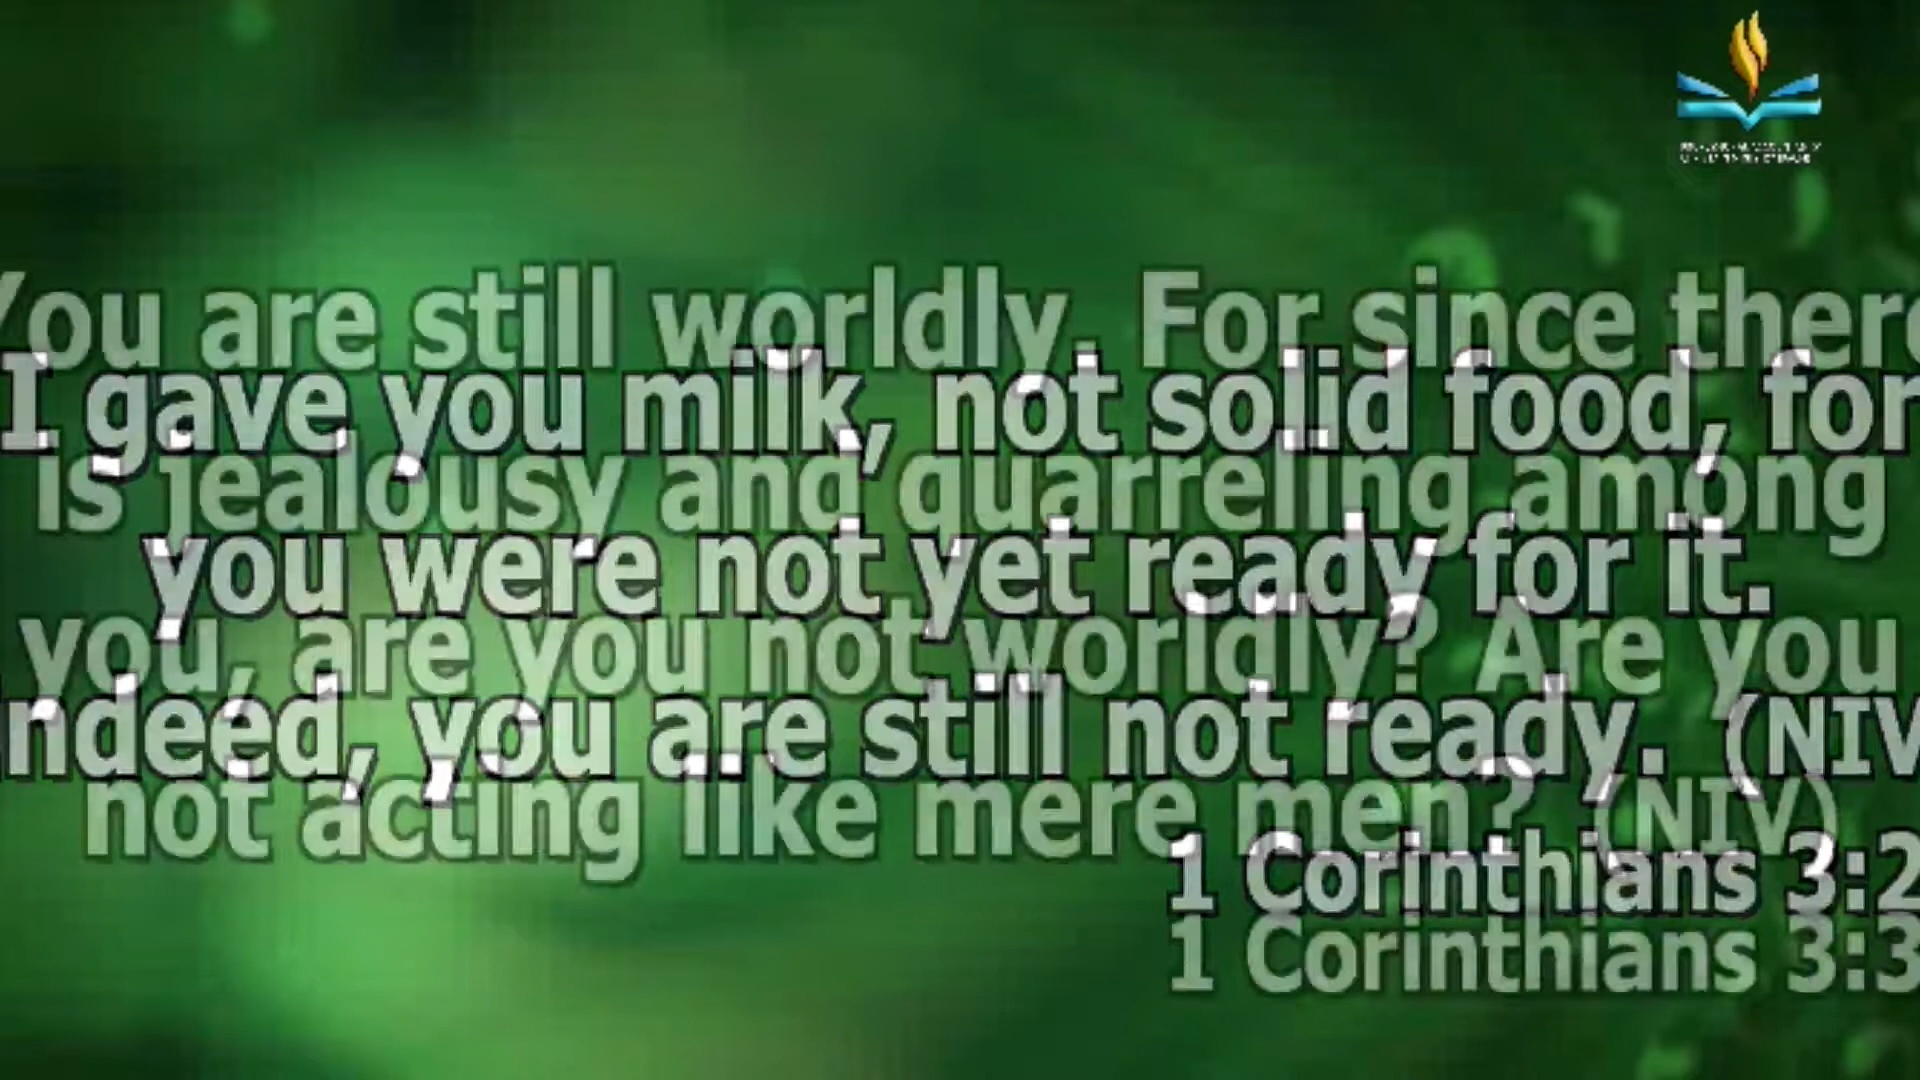 You are still worldly. For since there
is jealousy and quarreling among
you, are you not worldly? Are you
not acting like mere men? (NIV)
1 Corinthians 3:3
I gave you milk, not solid food, for
you were not yet ready for it.
ndeed, you are still not ready. (NIV
1 Corinthians 3:2